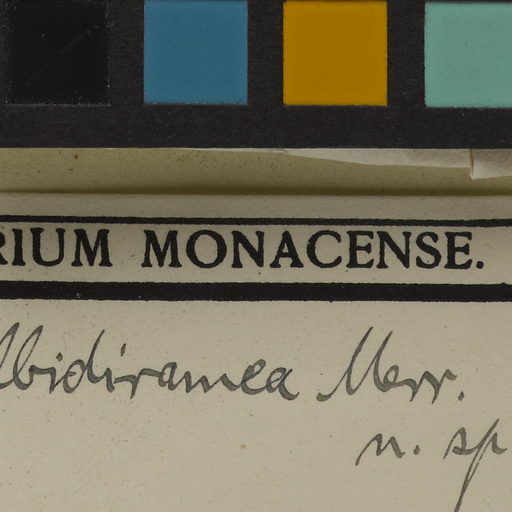 RIUM MONACENSE.
lbidiramea Merr.
n. sp